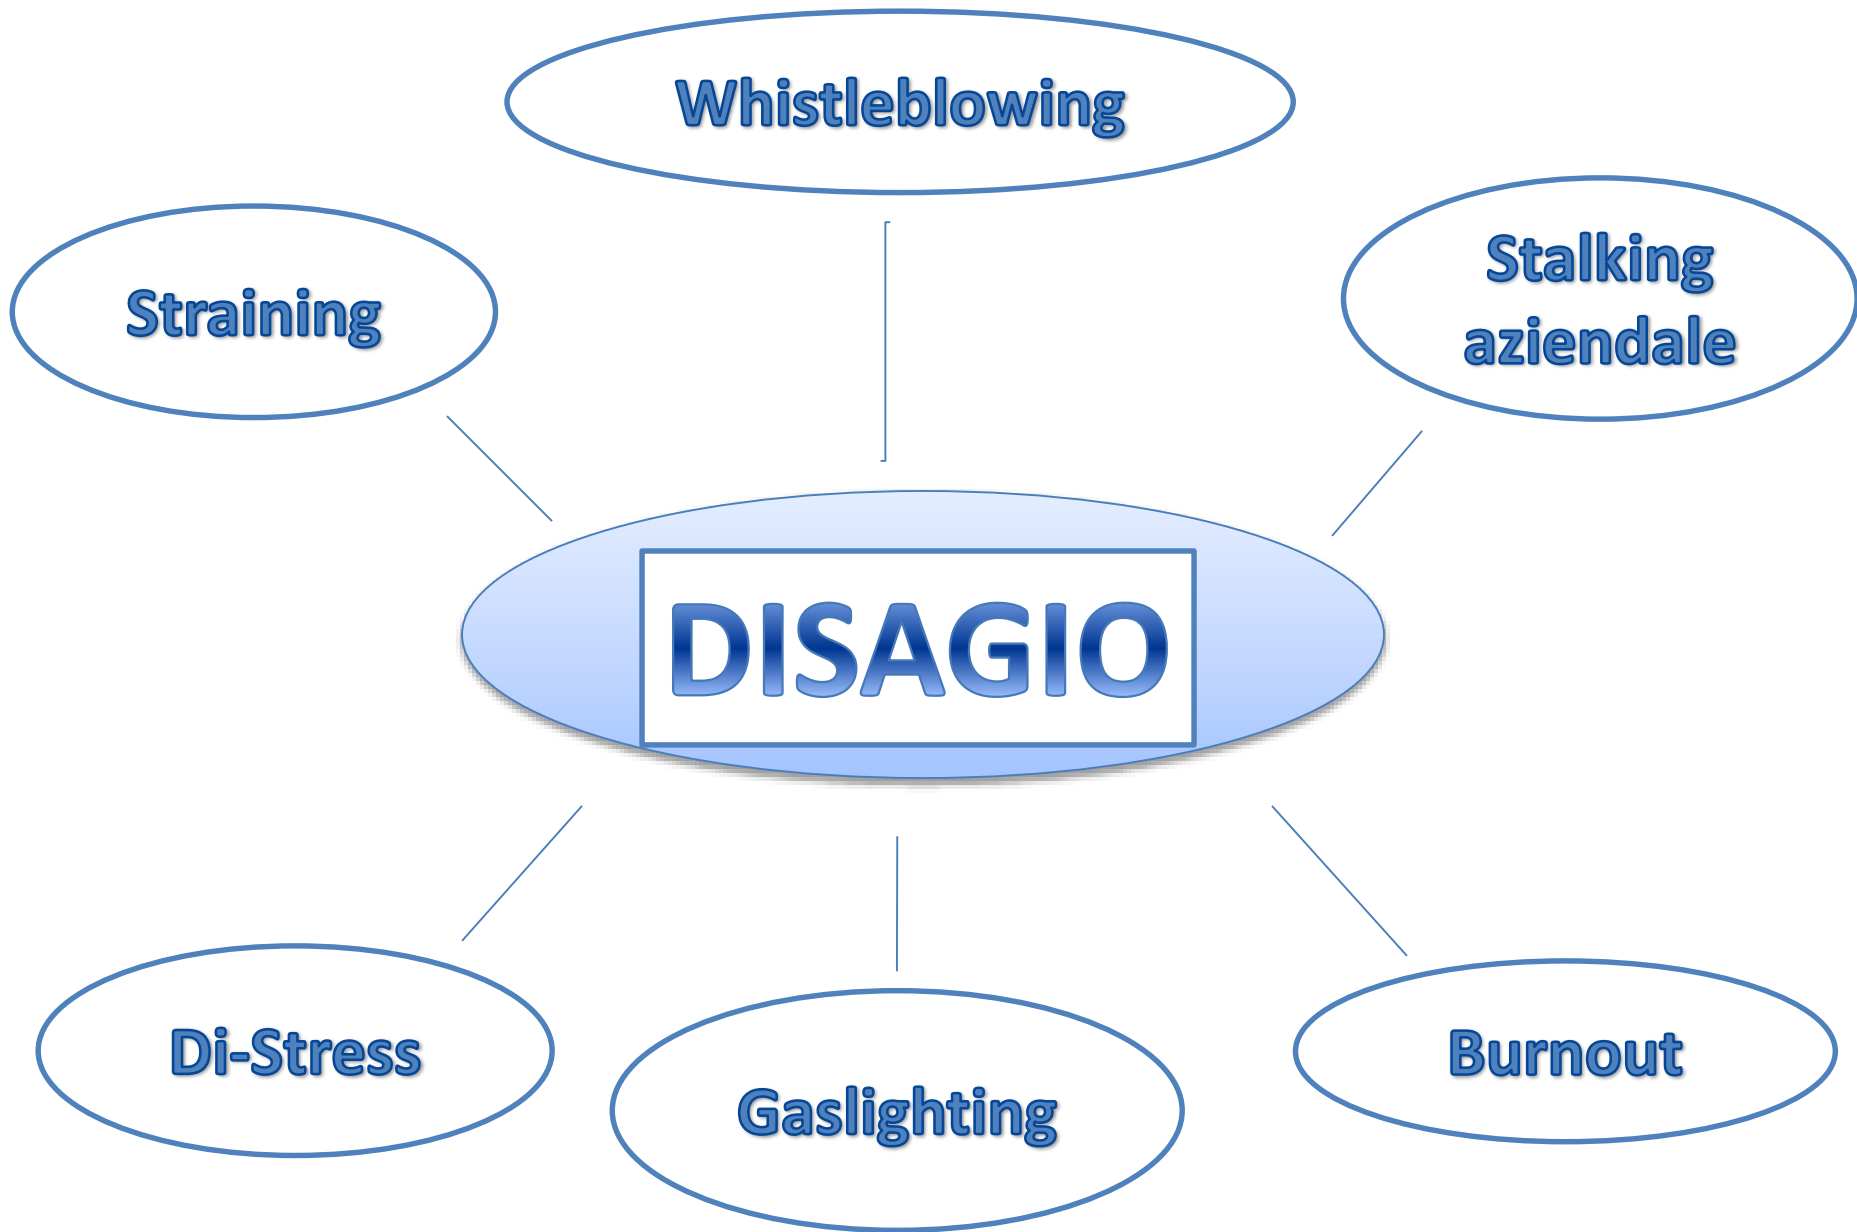 Whistleblowing
Straining
Stalking
aziendale
DISAGIO
Di-Stress
Gaslighting
Burnout